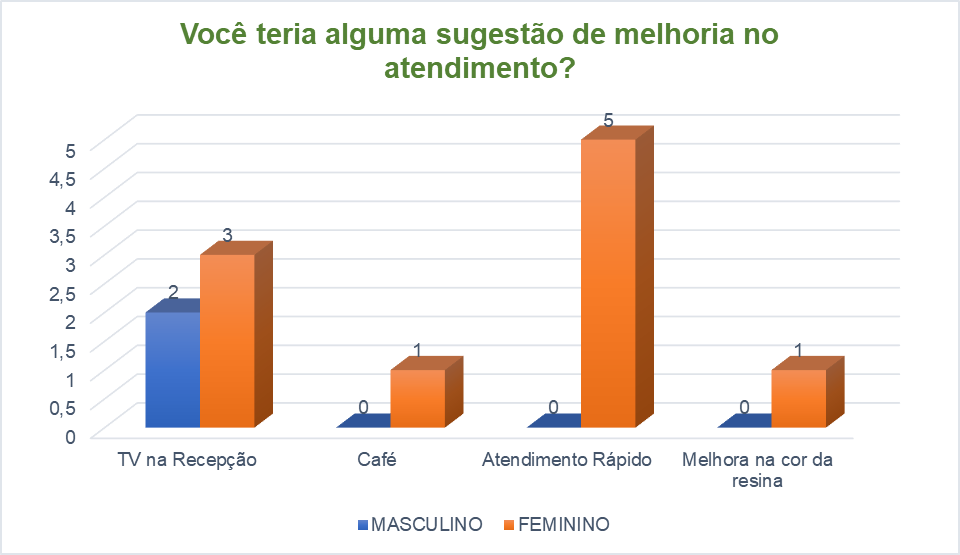 Você teria alguma sugestão de melhoria no
atendimento?
5
4,5
4
3,5
3
2,5
2
1,5
1
0,5
0
2
3
0
1
0
5
0
1
TV na Recepção
Café
Atendimento Rápido
Melhora na cor da
resina
MASCULINO
FEMININO